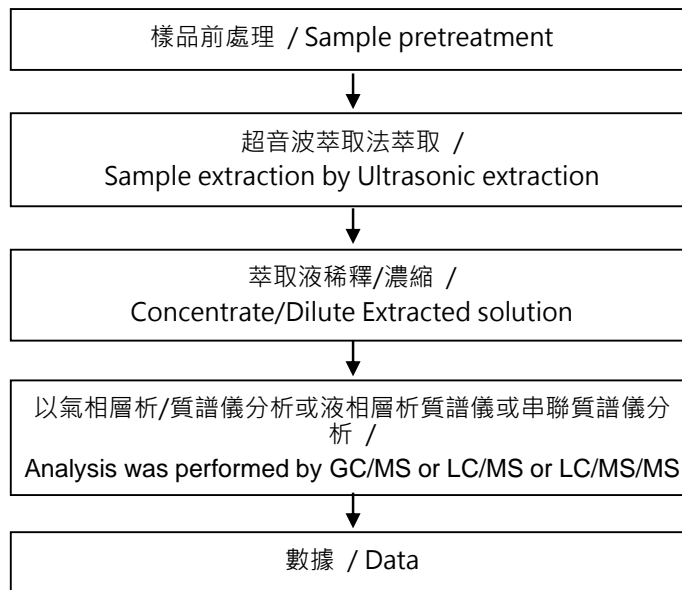 樣品前處理 / Sample pretreatment
超音波萃取法萃取 /
Sample extraction by Ultrasonic extraction
萃取液稀釋/濃縮 /
Concentrate/Dilute Extracted solution
以氣相層析/質譜儀分析或液相層析質譜儀或串聯質譜儀分
析 /
Analysis was performed by GC/MS or LC/MS or LC/MS/MS
數據 / Data